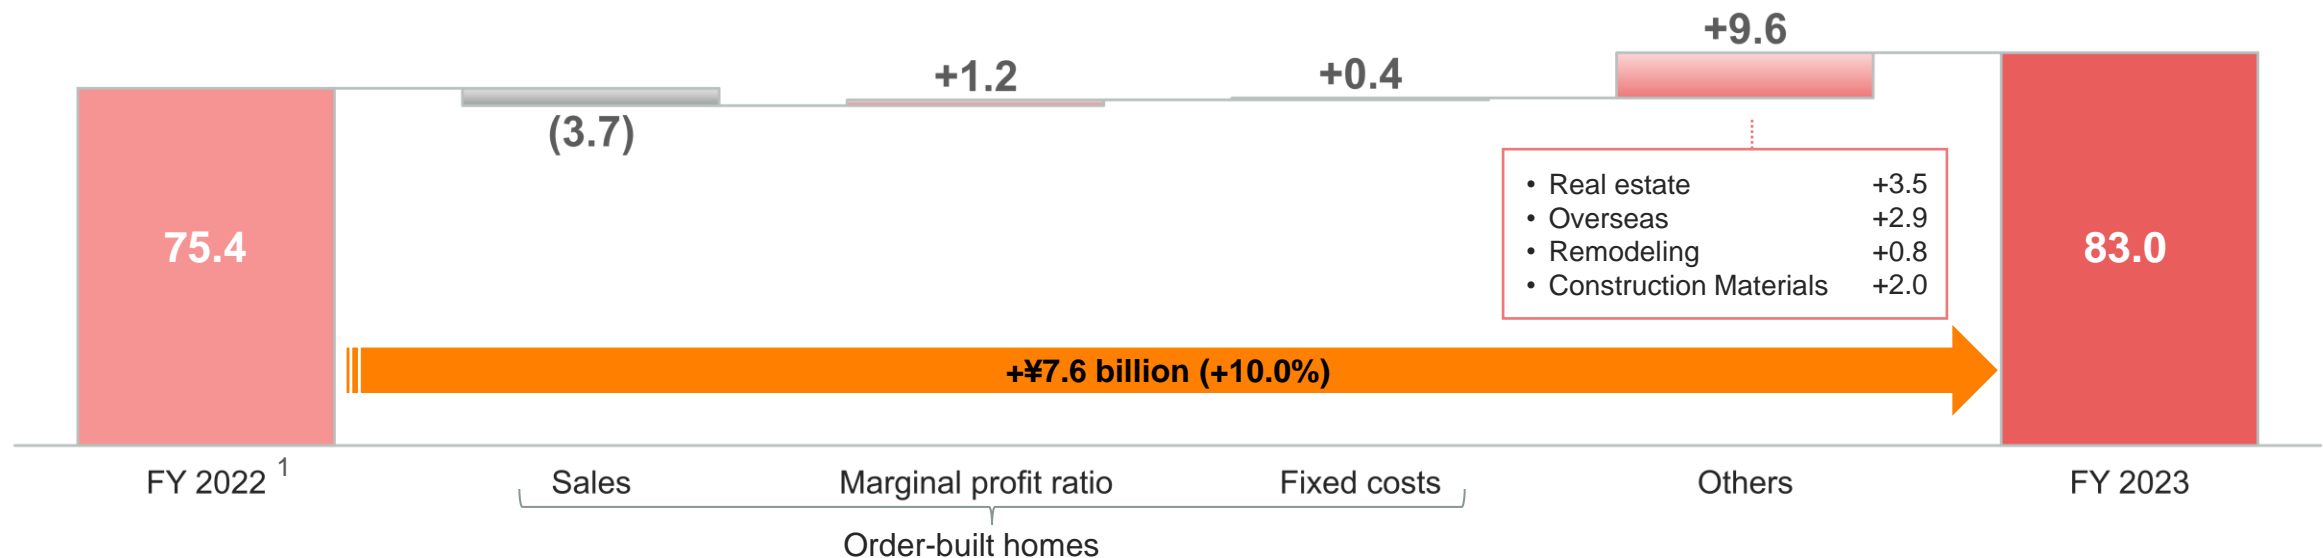 +9.6
+1.2
+0.4
(3.7)
75.4
• Real estate +3.5
• Overseas +2.9
• Remodeling +0.8
• Construction Materials +2.0
83.0
+¥7.6 billion (+10.0%)
FY 2022 1
Sales
Marginal profit ratio
Fixed costs
Others
FY 2023
Order-built homes